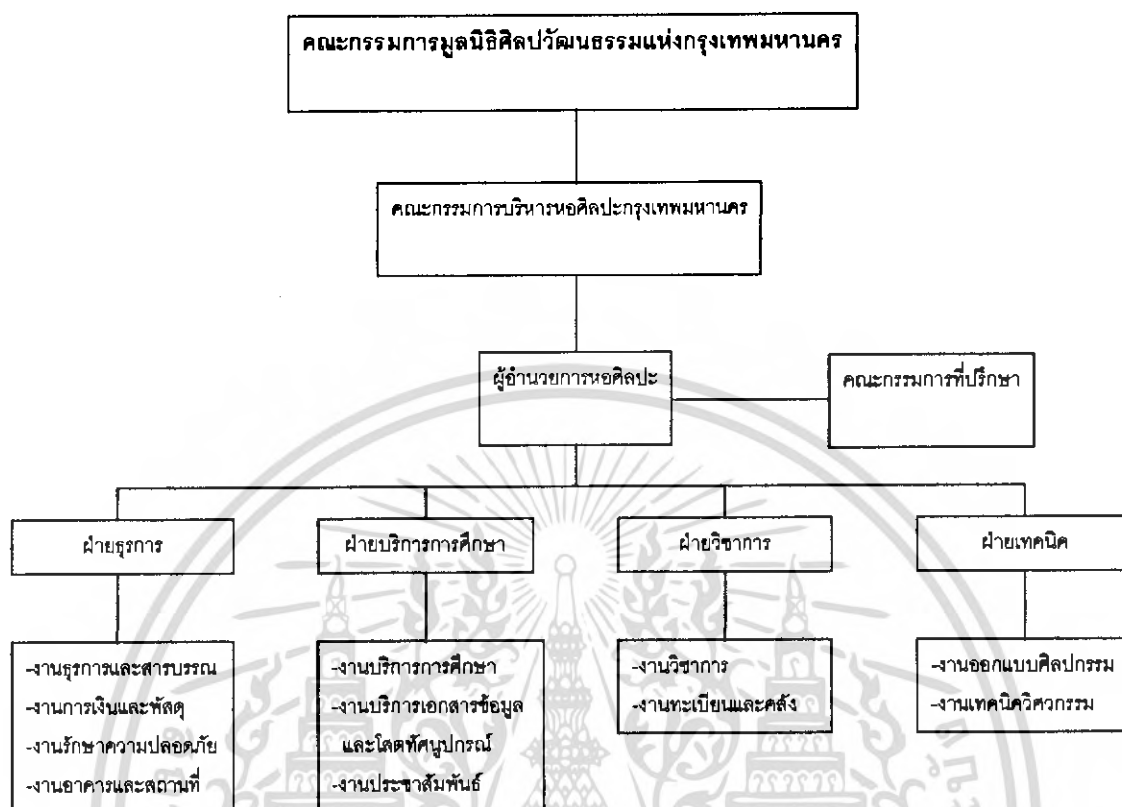 คณะกรรมการมูลนิธิศิลปวัฒนธรรมแห่งกรุงเทพมหานคร
คณะกรรมการบริหารหอศิลปะกรุงเทพมหานคร
ผู้อำนวยการหอศิลปะ
คณะกรรมการที่ปรึกษา
ฝ่ายธุรการ
ฝ่ายบริการการศึกษา
ฝ่ายวิชาการ
ฝ่ายเทคนิค
-งานธุรการและสารบรรณ
-งานการเงินและพัสดุ
-งานรักษาความปลอดภัย
-งานอาคารและสถานที่
-งานบริการการศึกษา
-งานบริการเอกสารข้อมูล
และโสตทัศนูปกรณ์
-งานประชาสัมพันธ์
-งานวิชาการ
-งานทะเบียนและคลัง
-งานออกแบบศิลปกรรม
-งานเทคนิควิศวกรรม